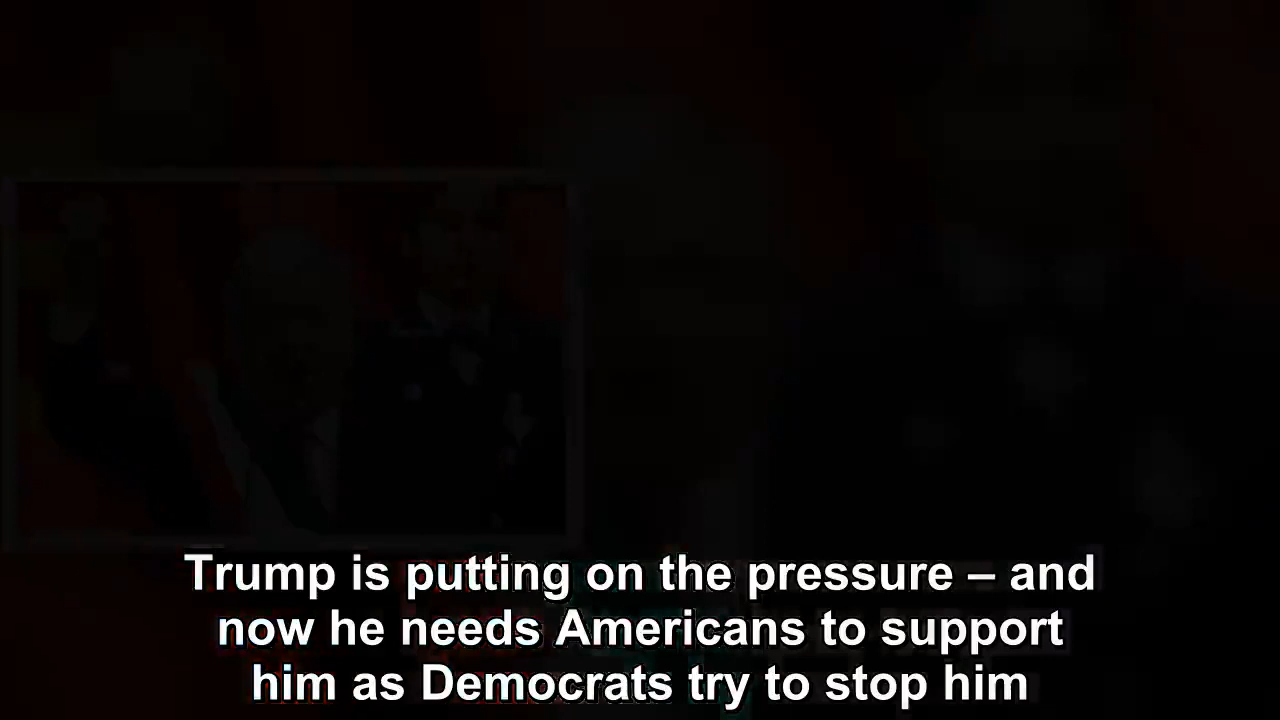 Trump is putting on the pressure – and
now he needs Americans to support
him as Democrats try to stop him